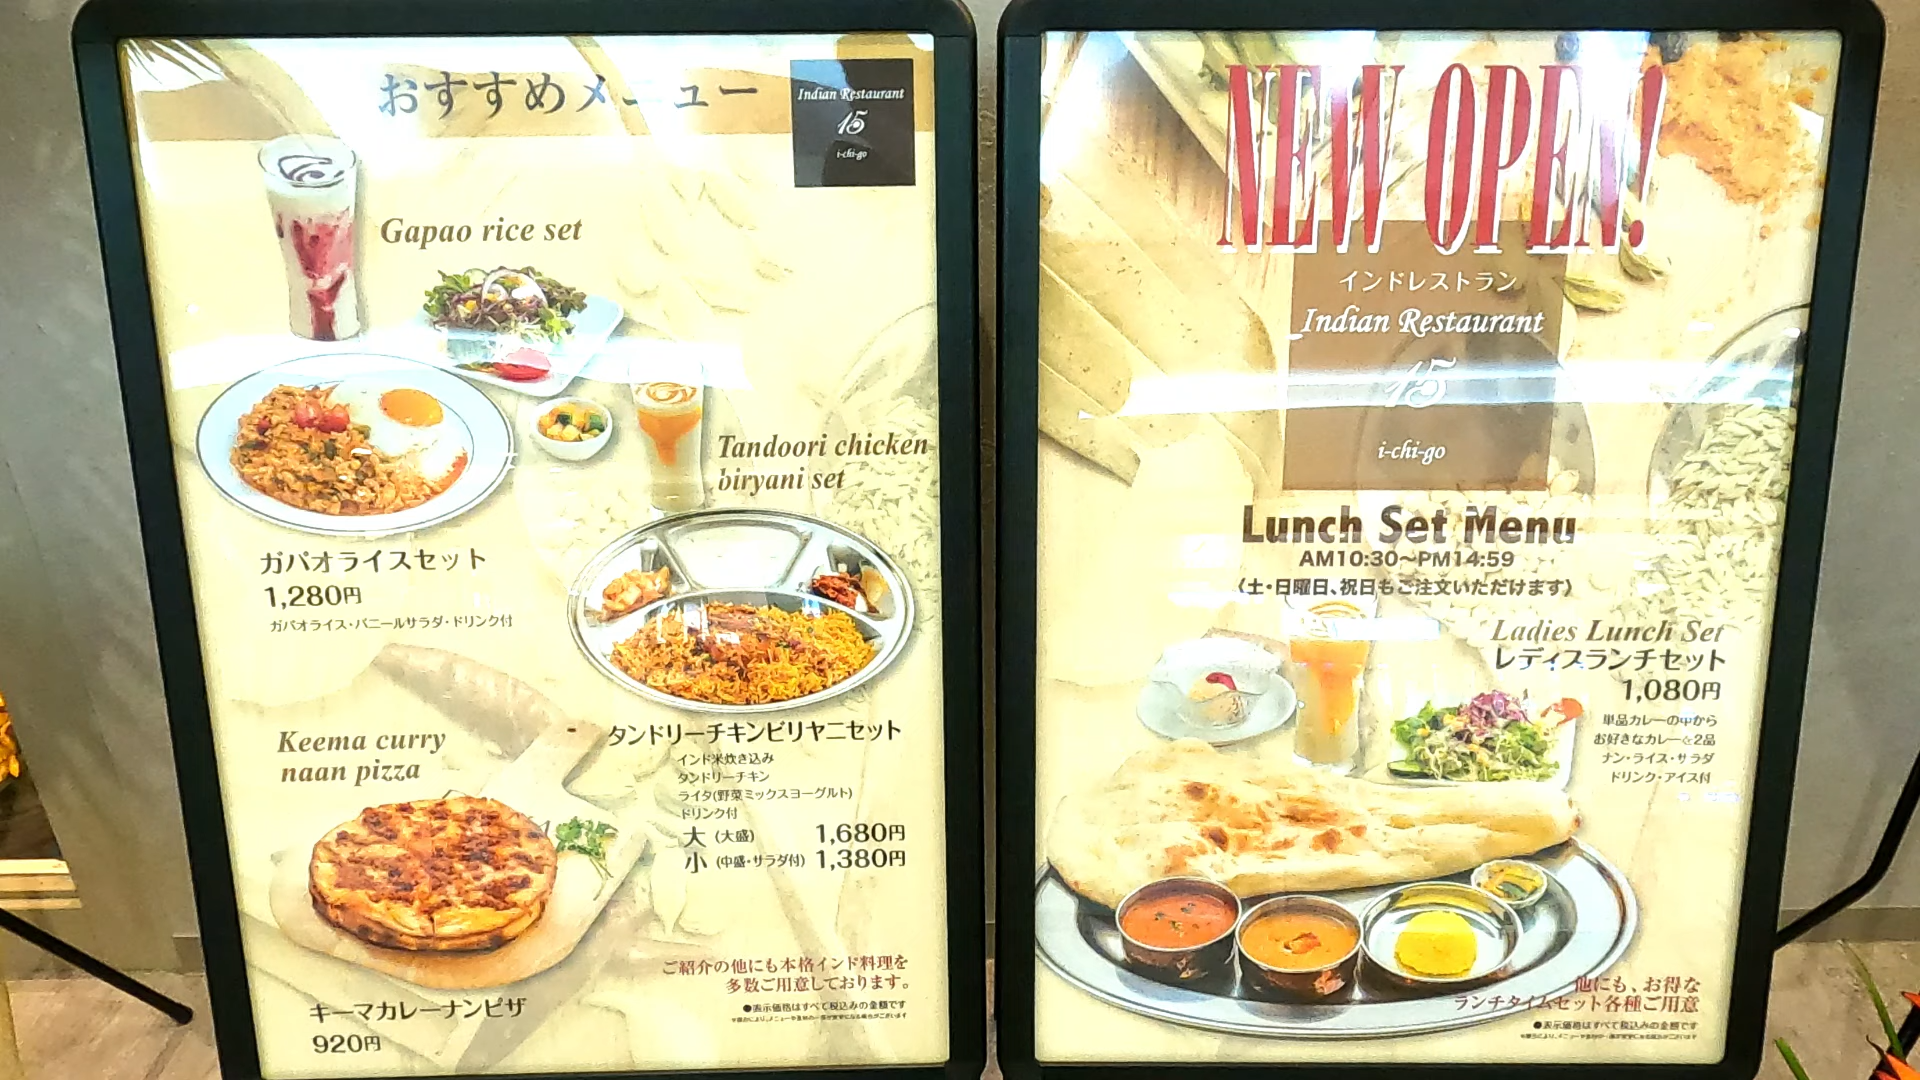 おすすめメニュー
Indian Restaurant
15
i-chi-go
Gapao rice set
Tandoori chicken
biryani set
ガパオライスセット
1,280円
ガパオライス・パニールサラダ・ドリンク付
タンドリーチキンビリヤニセット
インド米炊き込み
タンドリーチキン
ライタ(野菜ミックスヨーグルト)
ドリンク付
大 (大盛) 1,680円
小 (中盛・サラダ付) 1,380円
Keema curry
naan pizza
キーマカレーナンピザ
920円
ご紹介の他にも本格インド料理を
多数ご用意しております。
●表示価格はすべて税込みの金額です
NEW OPEN!
インドレストラン
Indian Restaurant
15
i-chi-go
Lunch Set Menu
AM10:30～PM14:59
〈土・日曜日、祝日もご注文いただけます〉
Ladies Lunch Set
レディスランチセット
1,080円
単品カレーの中から
お好きなカレーを2品
ナン・ライス・サラダ
ドリンク・アイス付
他にも、お得な
ランチタイムセット各種ご用意
●表示価格はすべて税込みの金額です